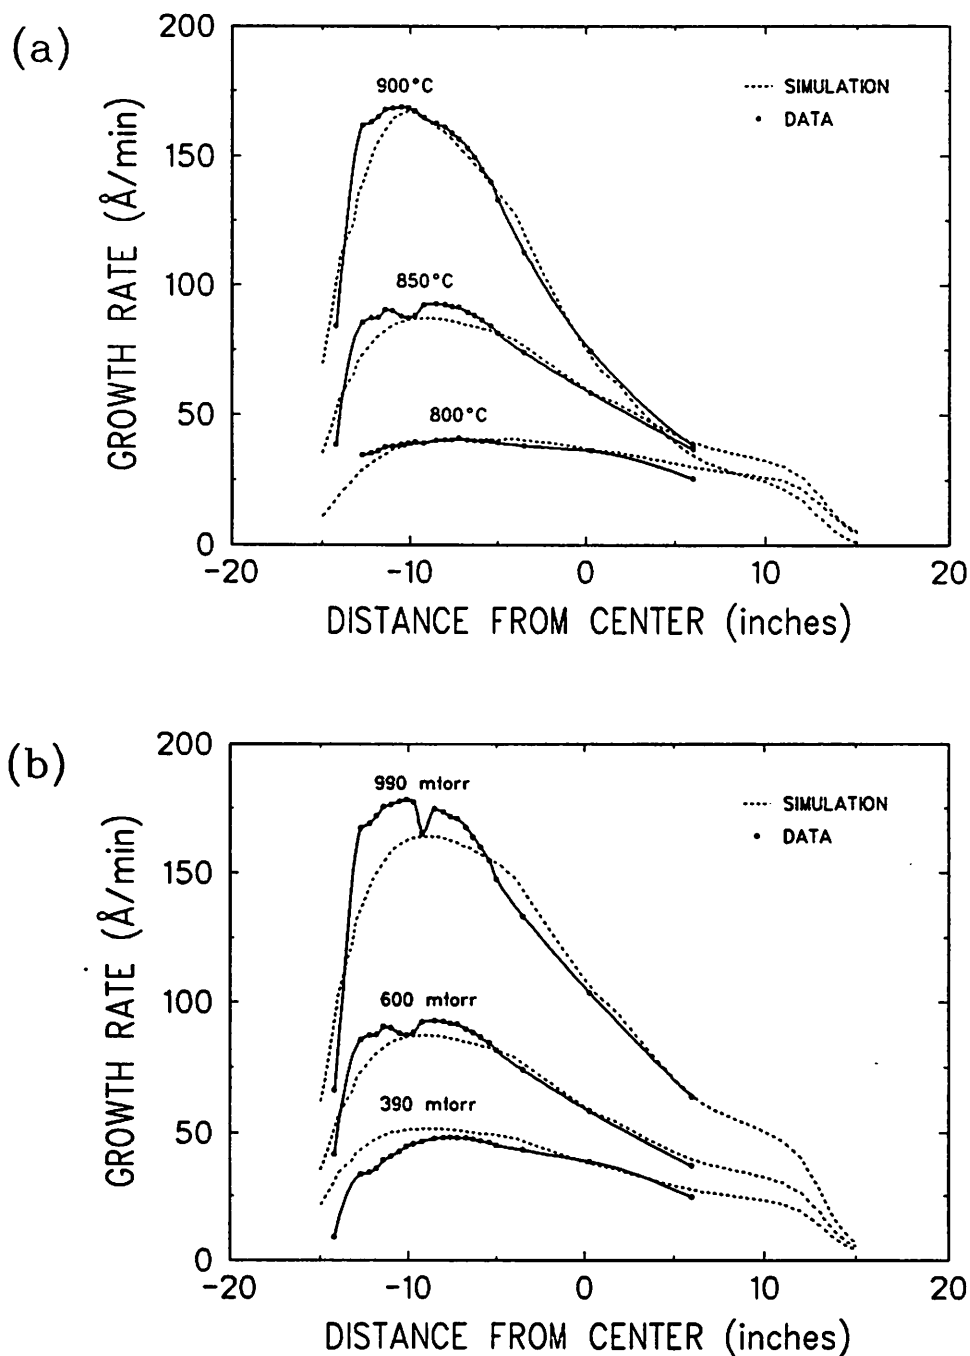 (a)
200
150
100
50
0
GROWTH RATE (Å/min)
900°C
850°C
800°C
SIMULATION
DATA
-20
-10
0
10
20
DISTANCE FROM CENTER (inches)
(b)
200
150
100
50
0
GROWTH RATE (Å/min)
990 mtorr
600 mtorr
390 mtorr
SIMULATION
DATA
-20
-10
0
10
20
DISTANCE FROM CENTER (inches)